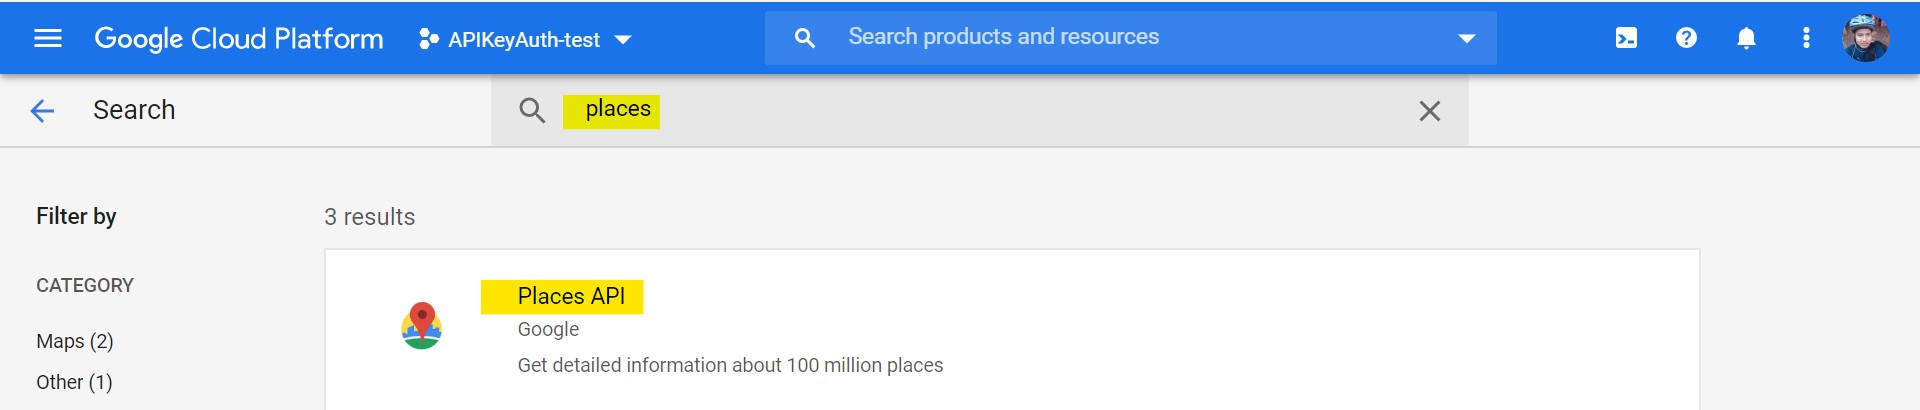 Google Cloud Platform APIKeyAuth-test Search products and resources
Search places
Filter by
3 results
CATEGORY
Maps (2)
Other (1)
Places API
Google
Get detailed information about 100 million places